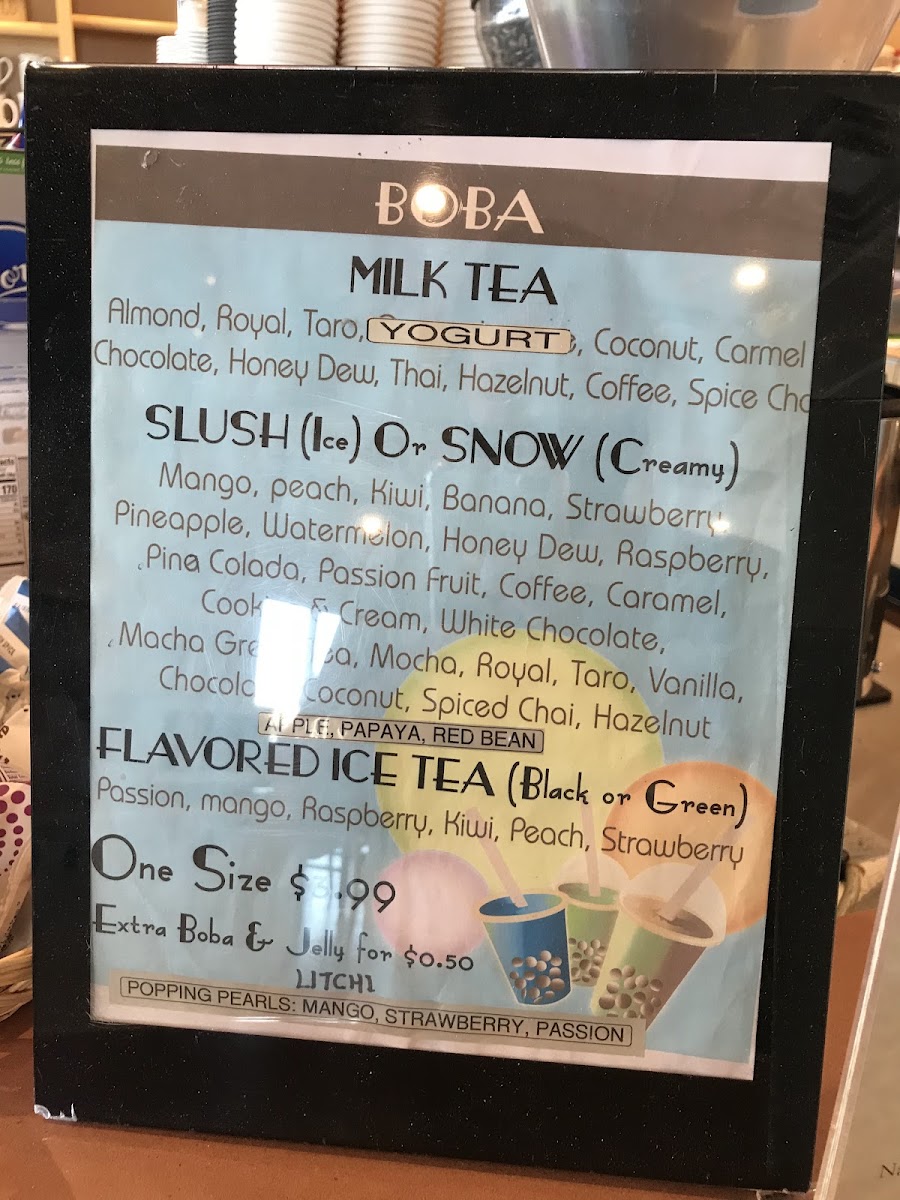 BOBA
MILK TEA
Almond, Royal, Taro, YOGURT, Coconut, Carmel
Chocolate, Honey Dew, Thai, Hazelnut, Coffee, Spice
SLUSH (Ice) Or SNOW (Creamy)
Mango, peach, Kiwi, Banana, Strawberry,
Pineapple, Watermelon, Honey Dew, Raspberry,
Pina Colada, Passion Fruit, Coffee, Caramel,
& Cream, White Chocolate,
Macha Mocha, Royal, Taro, Vanilla,
Coconut, Spiced Chai, Hazelnut
APPLE, PAPAYA, RED BEAN
FLAVORED ICE TEA (Black or Green)
Passion, mango, Raspberry, Kiwi, Peach, Strawberry
One Size $ .99
Extra Boba & Jelly for $0.50
LITCHI
POPPING PEARLS: MANGO, STRAWBERRY, PASSION